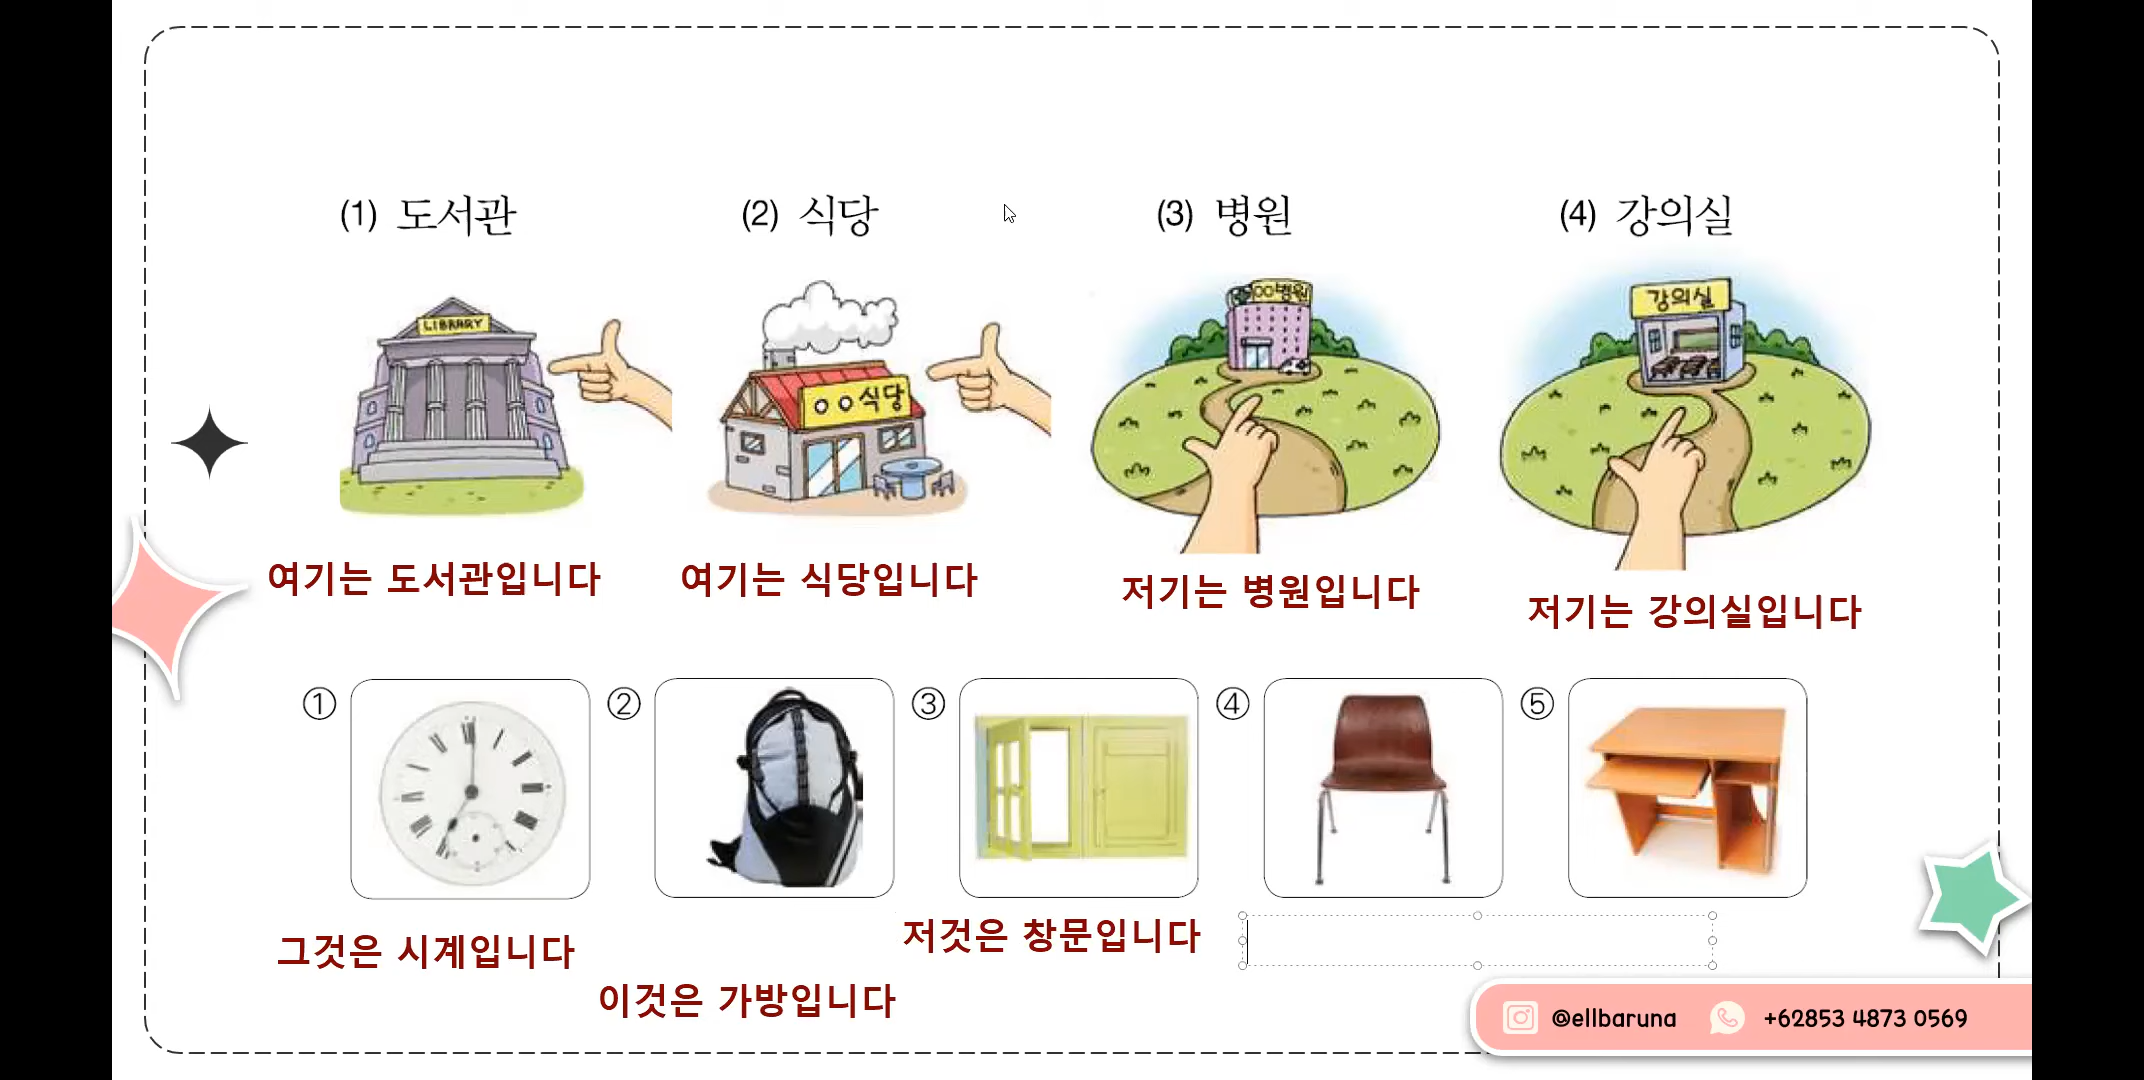 (1) 도서관
(2) 식당
(3) 병원
(4) 강의실
LIBRARY
○○식당
○○병원
강의실
여기는 도서관입니다
여기는 식당입니다
저기는 병원입니다
저기는 강의실입니다
①
②
③
④
⑤
그것은 시계입니다
이것은 가방입니다
저것은 창문입니다
@ellbaruna
+62853 4873 0569